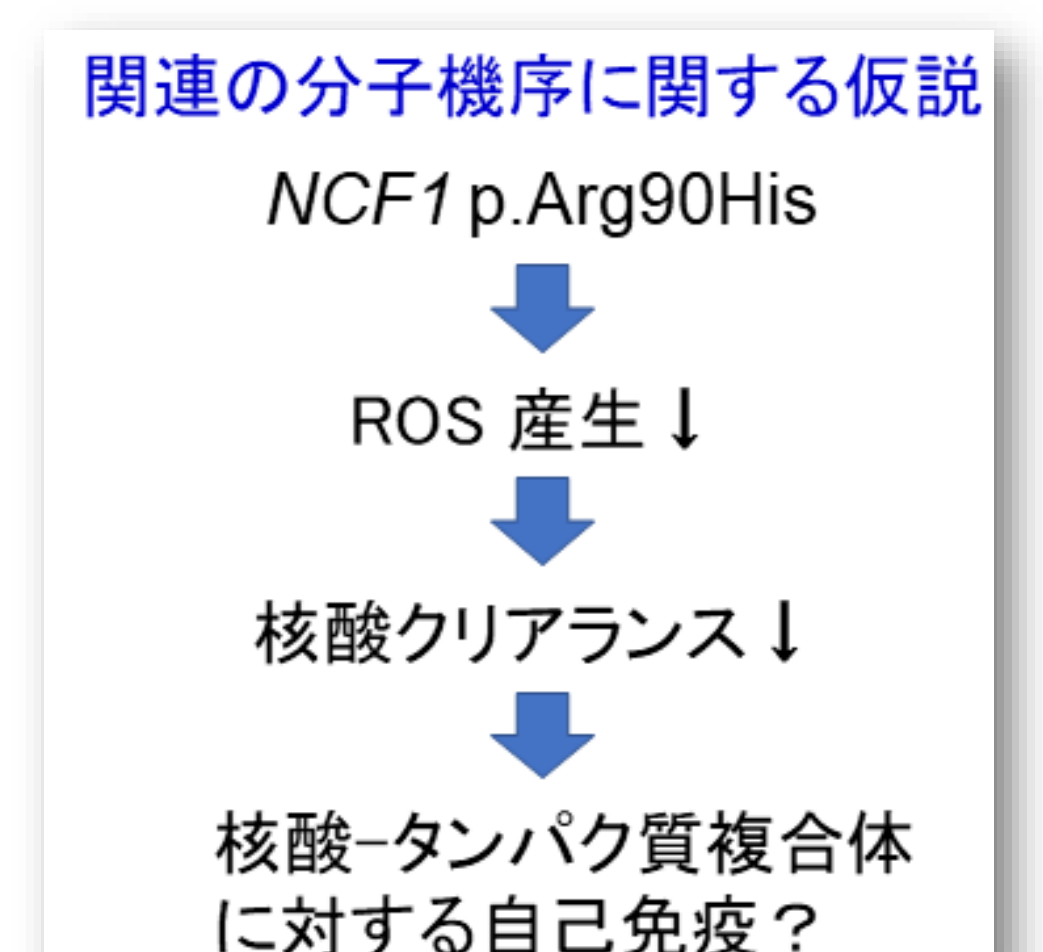 関連の分子機序に関する仮説
NCF1 p.Arg90His
ROS 産生↓
核酸クリアランス↓
核酸-タンパク質複合体
に対する自己免疫？